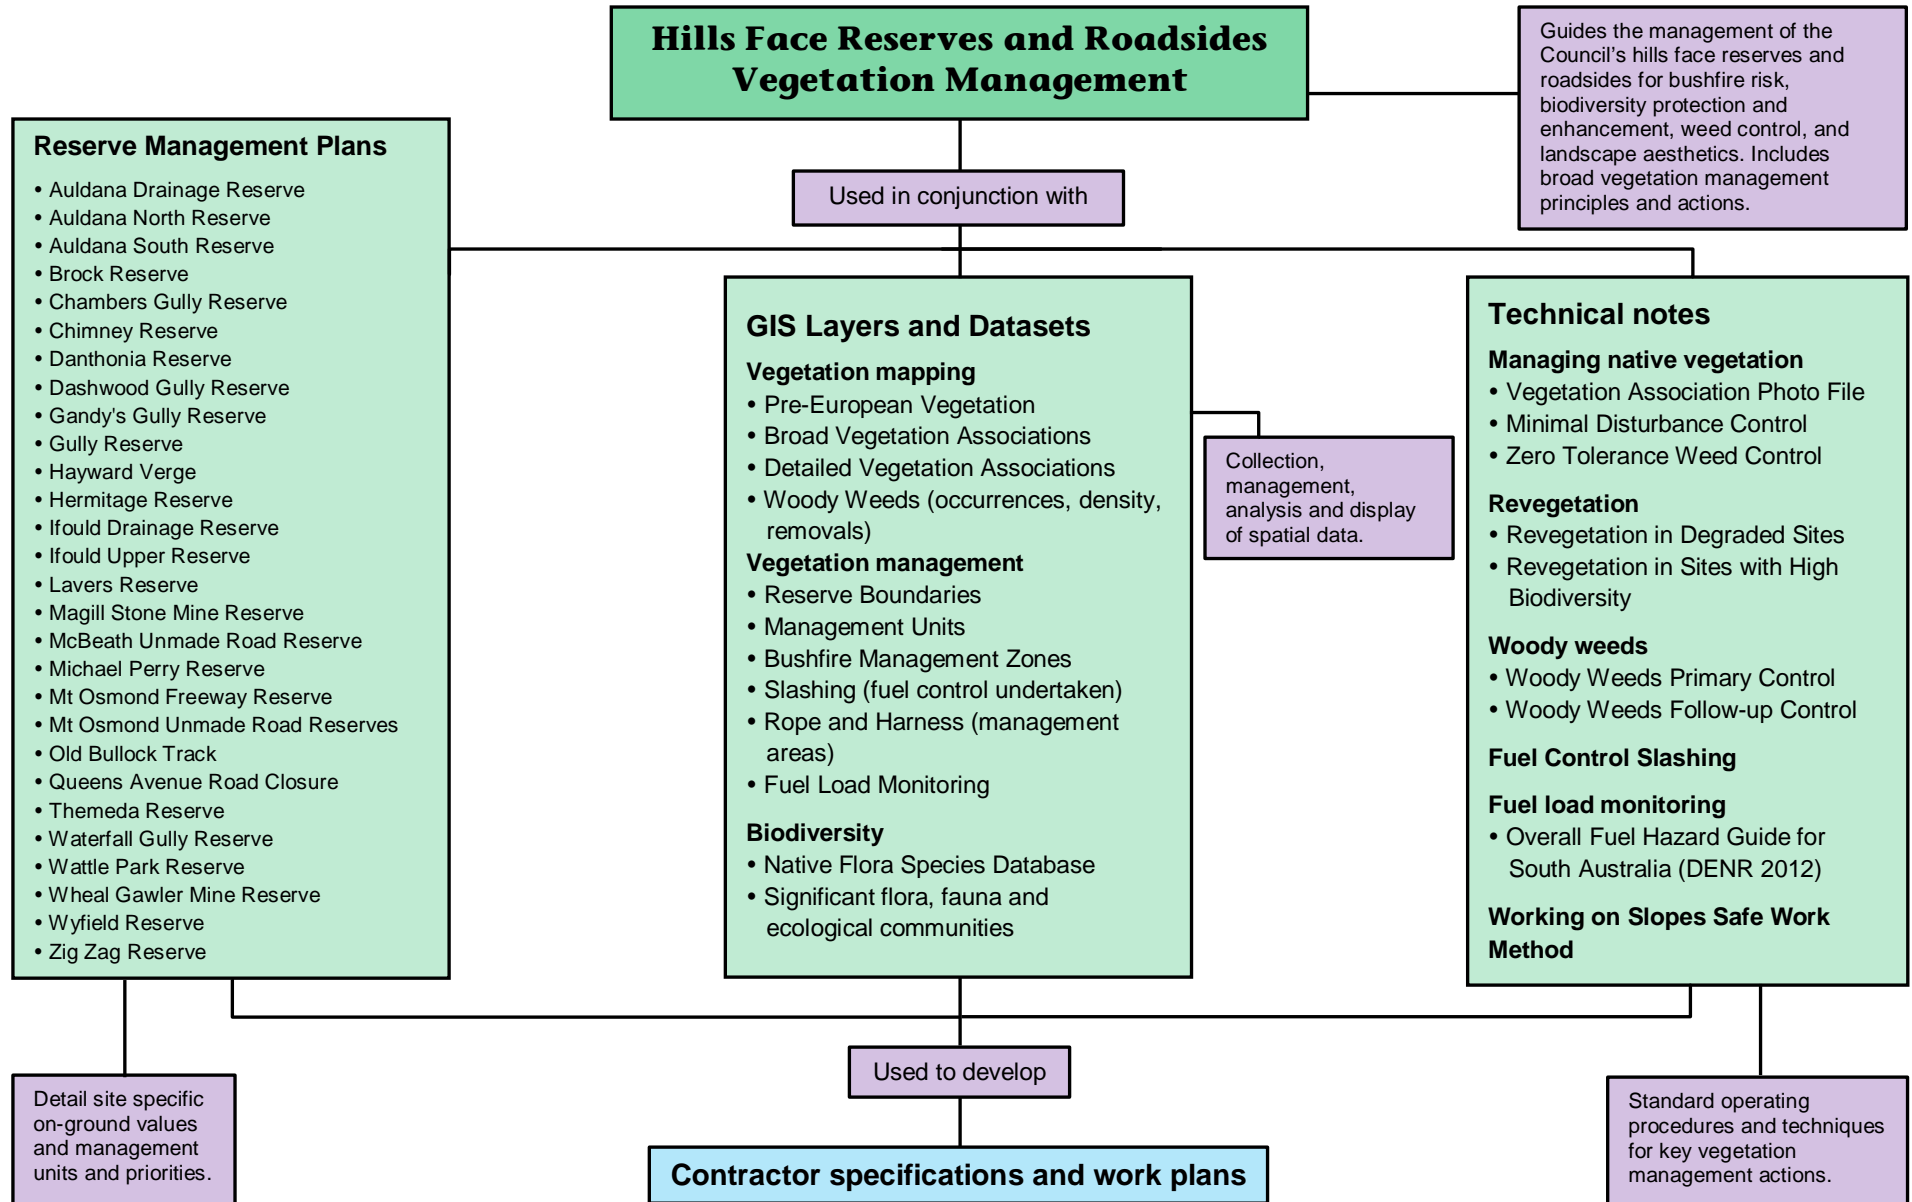 Hills Face Reserves and Roadsides
Vegetation Management
Guides the management of the
Council's hills face reserves and
roadsides for bushfire risk,
biodiversity protection and
enhancement, weed control, and
landscape aesthetics. Includes
broad vegetation management
principles and actions.
Used in conjunction with
Reserve Management Plans
• Auldana Drainage Reserve
• Auldana North Reserve
• Auldana South Reserve
• Brock Reserve
• Chambers Gully Reserve
• Chimney Reserve
• Danthonia Reserve
• Dashwood Gully Reserve
• Gandy's Gully Reserve
• Gully Reserve
• Hayward Verge
• Hermitage Reserve
• Ifould Drainage Reserve
• Ifould Upper Reserve
• Lavers Reserve
• Magill Stone Mine Reserve
• McBeath Unmade Road Reserve
• Michael Perry Reserve
• Mt Osmond Freeway Reserve
• Mt Osmond Unmade Road Reserves
• Old Bullock Track
• Queens Avenue Road Closure
• Themeda Reserve
• Waterfall Gully Reserve
• Wattle Park Reserve
• Wheal Gawler Mine Reserve
• Wyfield Reserve
• Zig Zag Reserve
GIS Layers and Datasets
Vegetation mapping
• Pre-European Vegetation
• Broad Vegetation Associations
• Detailed Vegetation Associations
• Woody Weeds (occurrences, density,
removals)
Vegetation management
• Reserve Boundaries
• Management Units
• Bushfire Management Zones
• Slashing (fuel control undertaken)
• Rope and Harness (management
areas)
• Fuel Load Monitoring
Biodiversity
• Native Flora Species Database
• Significant flora, fauna and
ecological communities
Collection,
management,
analysis and display
of spatial data.
Technical notes
Managing native vegetation
• Vegetation Association Photo File
• Minimal Disturbance Control
• Zero Tolerance Weed Control
Revegetation
• Revegetation in Degraded Sites
• Revegetation in Sites with High
Biodiversity
Woody weeds
• Woody Weeds Primary Control
• Woody Weeds Follow-up Control
Fuel Control Slashing
Fuel load monitoring
• Overall Fuel Hazard Guide for
South Australia (DENR 2012)
Working on Slopes Safe Work
Method
Detail site specific
on-ground values
and management
units and priorities.
Used to develop
Contractor specifications and work plans
Standard operating
procedures and techniques
for key vegetation
management actions.